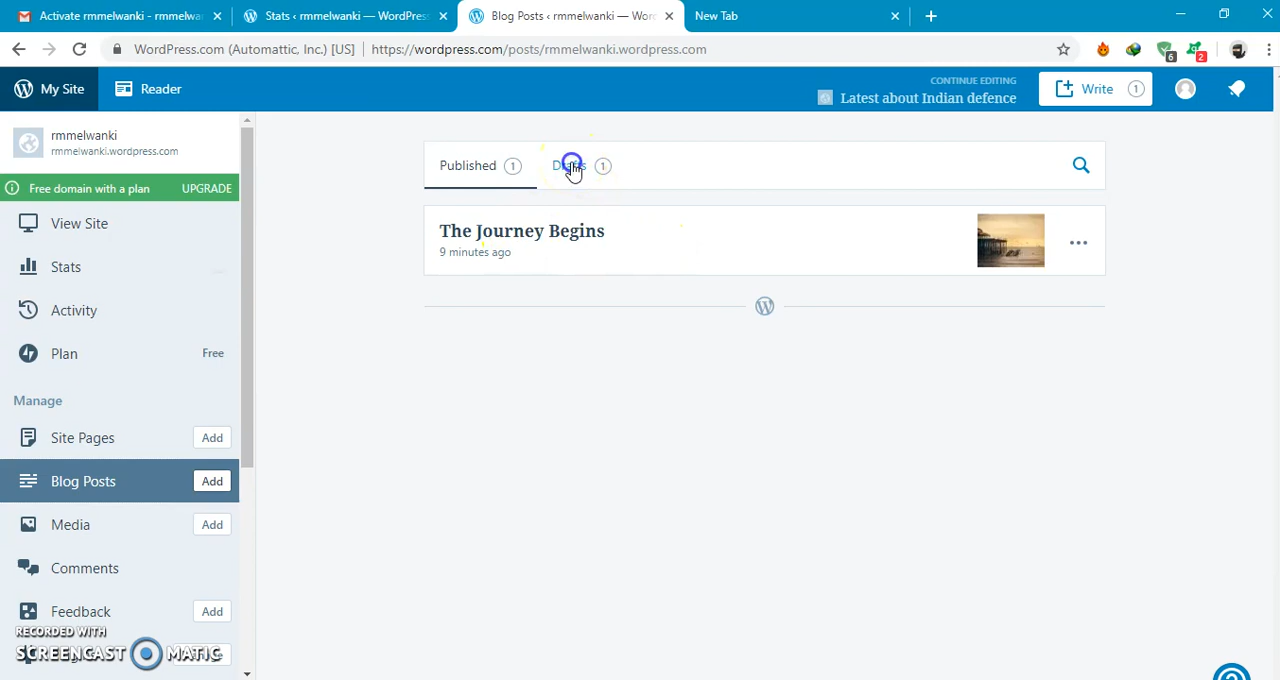 Activate rmmelwanki - rmmelwa
Stats ‹ rmmelwanki — WordPress
Blog Posts ‹ rmmelwanki — Wor
New Tab
WordPress.com (Automattic, Inc.) [US] | https://wordpress.com/posts/rmmelwanki.wordpress.com
6
2
My Site
Reader
CONTINUE EDITING
Latest about Indian defence
Write 1
rmmelwanki
rmmelwanki.wordpress.com
Free domain with a plan UPGRADE
View Site
Stats
Activity
Plan Free
Manage
Site Pages Add
Blog Posts Add
Media Add
Comments
Feedback Add
RECORDED WITH
SCREENCAST MATIC
Published 1
Drafts 1
The Journey Begins
9 minutes ago